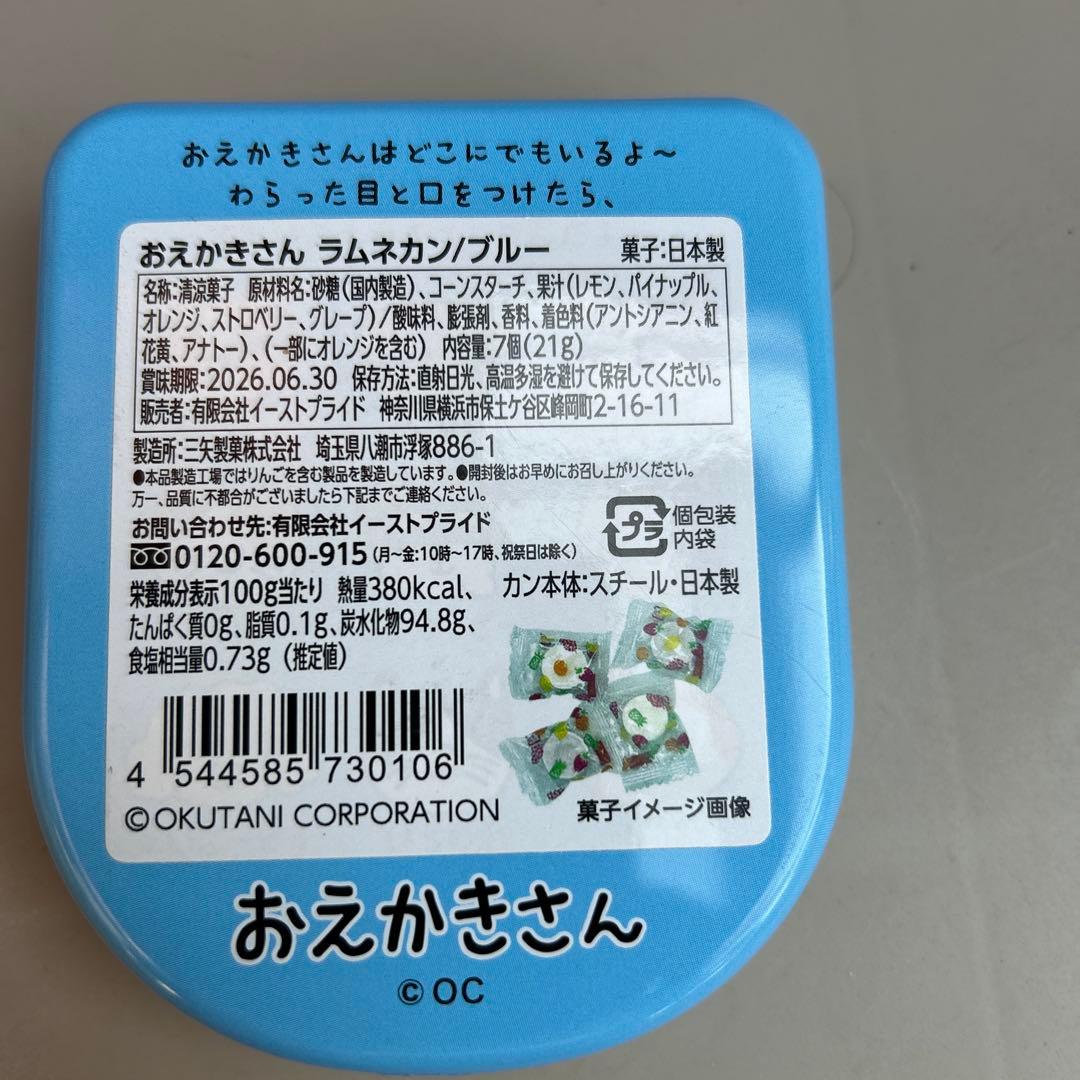 おえかきさんはどこにでもいるよ～
わらった目と口をつけたら、
おえかきさん ラムネカン/ブルー 菓子:日本製
名称:清涼菓子 原材料名:砂糖(国内製造)、コーンスターチ、果汁(レモン、パイナップル、
オレンジ、ストロベリー、グレープ)/酸味料、膨張剤、香料、着色料(アントシアニン、紅
花黄、アナトー)、(一部にオレンジを含む) 内容量:7個(21g)
賞味期限:2026.06.30 保存方法:直射日光、高温多湿を避けて保存してください。
販売者:有限会社イーストプライド 神奈川県横浜市保土ケ谷区峰岡町2-16-11
製造所:三矢製菓株式会社 埼玉県八潮市浮塚886-1
●本品製造工場ではりんごを含む製品を製造しています。●開封後はお早めにお召し上がりください。
万一、品質に不都合がございましたら下記までご連絡ください。
お問い合わせ先:有限会社イーストプライド
0120-600-915 (月～金:10時～17時、祝祭日は除く)
プラ 個包装
内袋
栄養成分表示100g当たり 熱量380kcal、
たんぱく質0g、脂質0.1g、炭水化物94.8g、
食塩相当量0.73g (推定値)
カン本体:スチール・日本製
4 544585 730106
© OKUTANI CORPORATION
菓子イメージ画像
おえかきさん
© OC